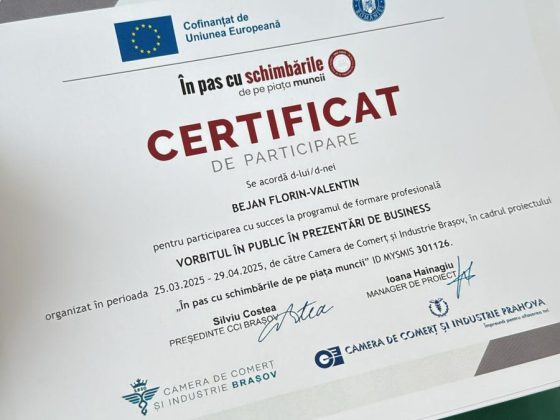 Cofinanțat de
Uniunea Europeană
În pas cu schimbările
de pe piața muncii
CERTIFICAT
DE PARTICIPARE
Se acordă d-lui/d-nei
BEJAN FLORIN-VALENTIN
pentru participarea cu succes la programul de formare profesională
VORBITUL ÎN PUBLIC ÎN PREZENTĂRI DE BUSINESS
organizat în perioada 25.03.2025 - 29.04.2025, de către Camera de Comerț și Industrie Brașov, în cadrul proiectului
„În pas cu schimbările de pe piața muncii” ID MYSMIS 301126.
Silviu Costea
PREȘEDINTE CCI BRAȘOV
Ioana Hainagiu
MANAGER DE PROIECT
CAMERA DE COMERȚ
ȘI INDUSTRIE BRAȘOV
CAMERA DE COMERȚ ȘI INDUSTRIE PRAHOVA
Împreună pentru afacerea ta!